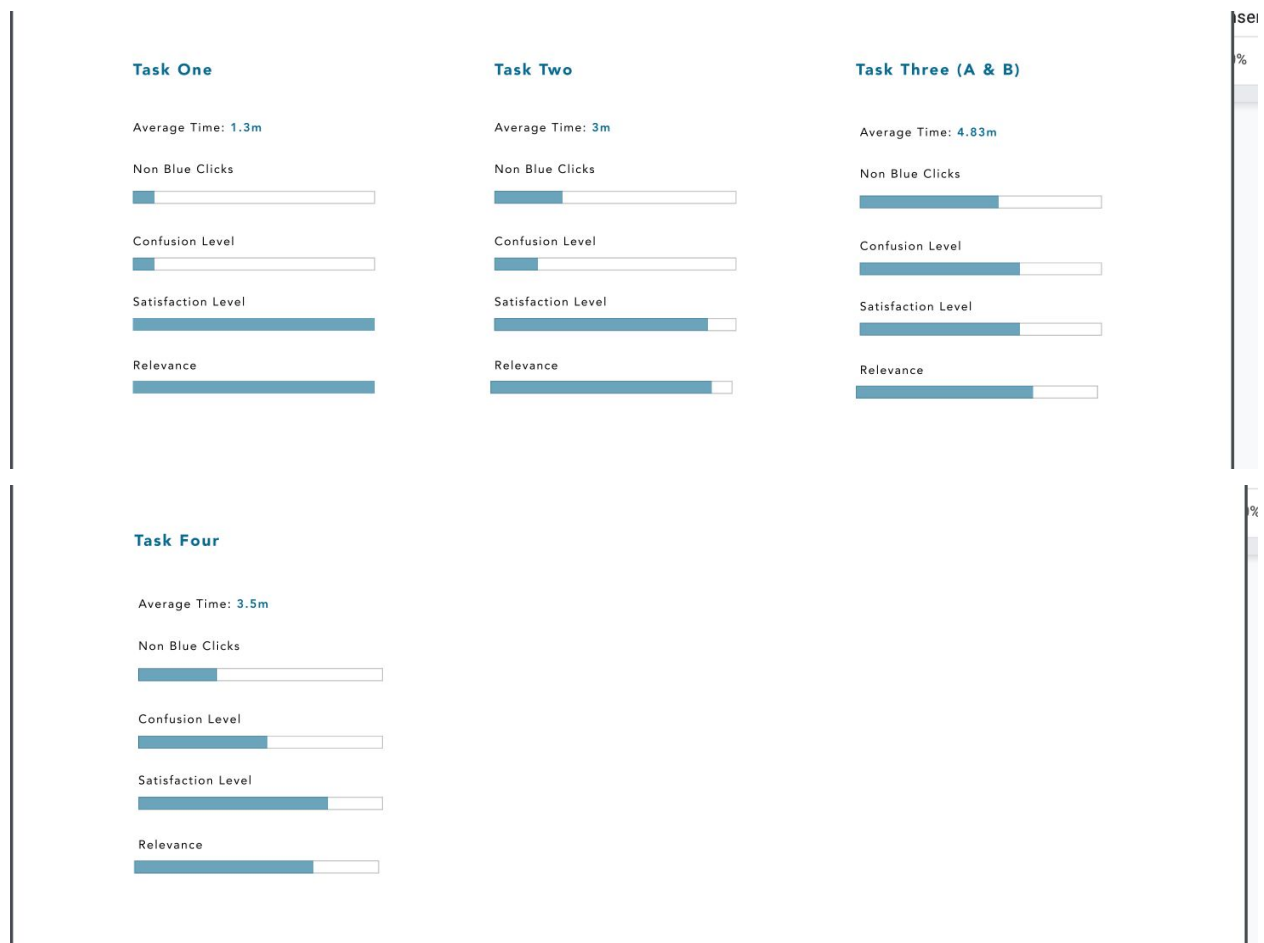 Task One
Average Time: 1.3m
Non Blue Clicks
Confusion Level
Satisfaction Level
Relevance
Task Two
Average Time: 3m
Non Blue Clicks
Confusion Level
Satisfaction Level
Relevance
Task Three (A & B)
Average Time: 4.83m
Non Blue Clicks
Confusion Level
Satisfaction Level
Relevance
Task Four
Average Time: 3.5m
Non Blue Clicks
Confusion Level
Satisfaction Level
Relevance